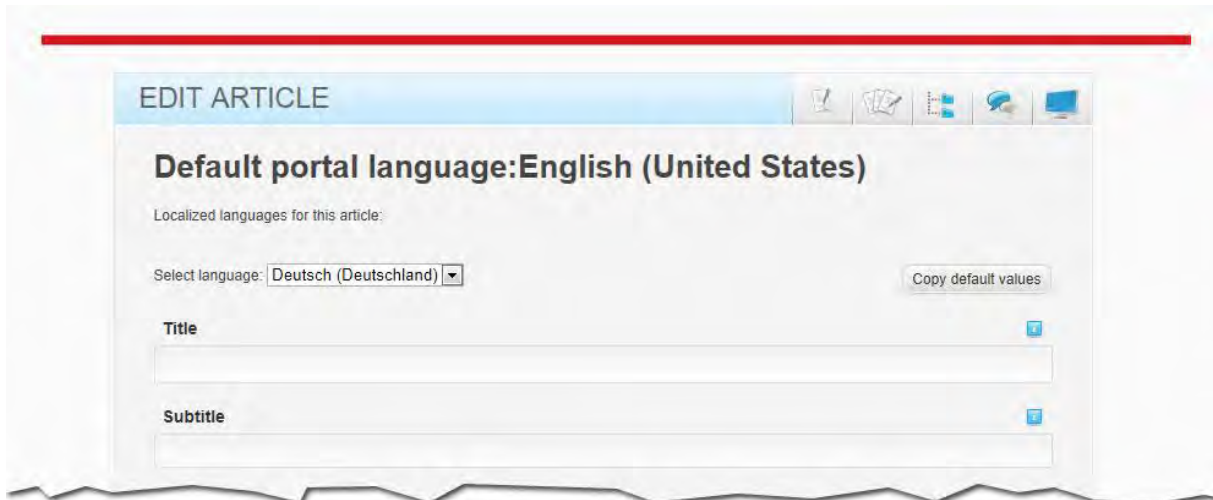 EDIT ARTICLE
Default portal language:English (United States)
Localized languages for this article:
Select language: Deutsch (Deutschland)
Copy default values
Title
Subtitle